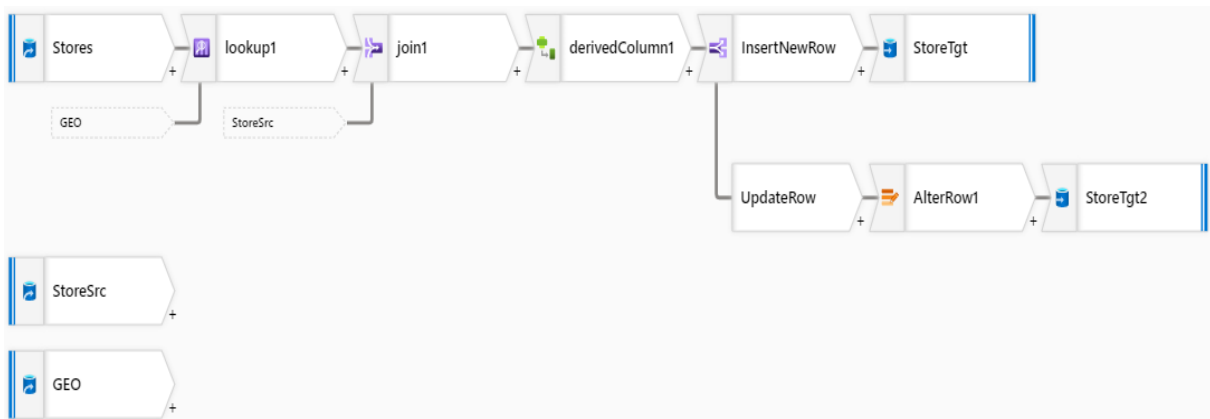 Stores
lookup1
join1
derivedColumn1
InsertNewRow
StoreTgt
+
+
+
+
+
GEO
StoreSrc
UpdateRow
AlterRow1
StoreTgt2
+
+
StoreSrc
+
GEO
+